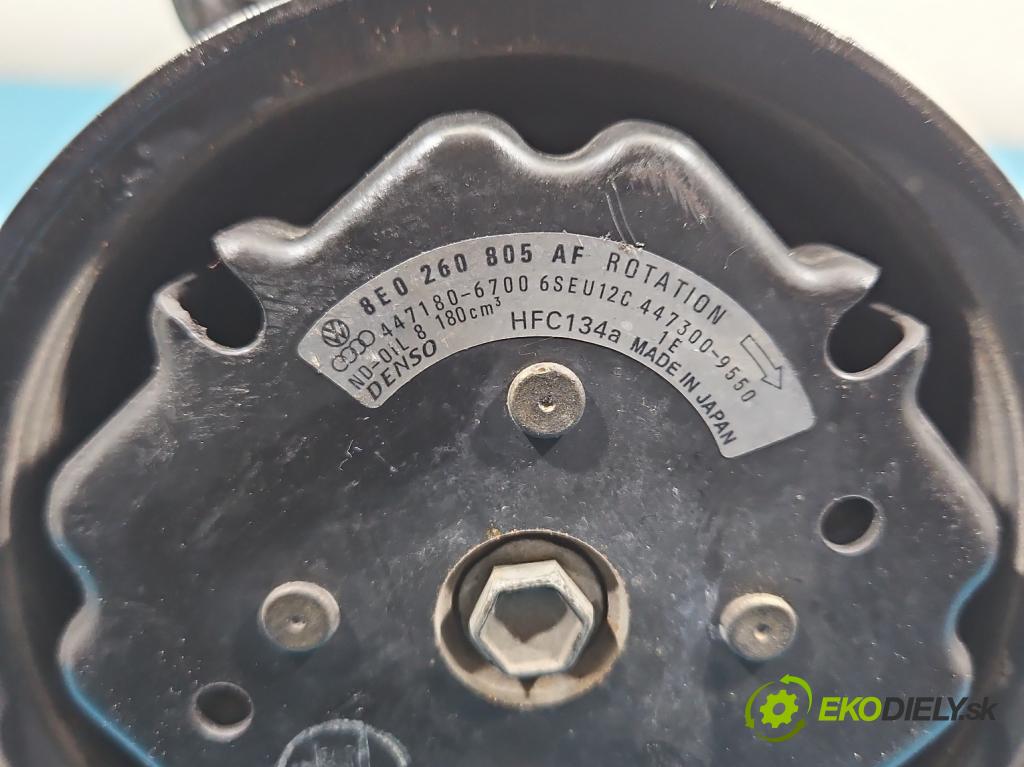 8E0 260 805 AF ROTATION
447180-6700 6SEU12C 447300-9550
ND-OiL 8 180cm³ HFC134a 1E
DENSO MADE IN JAPAN
EKODIELY.sk